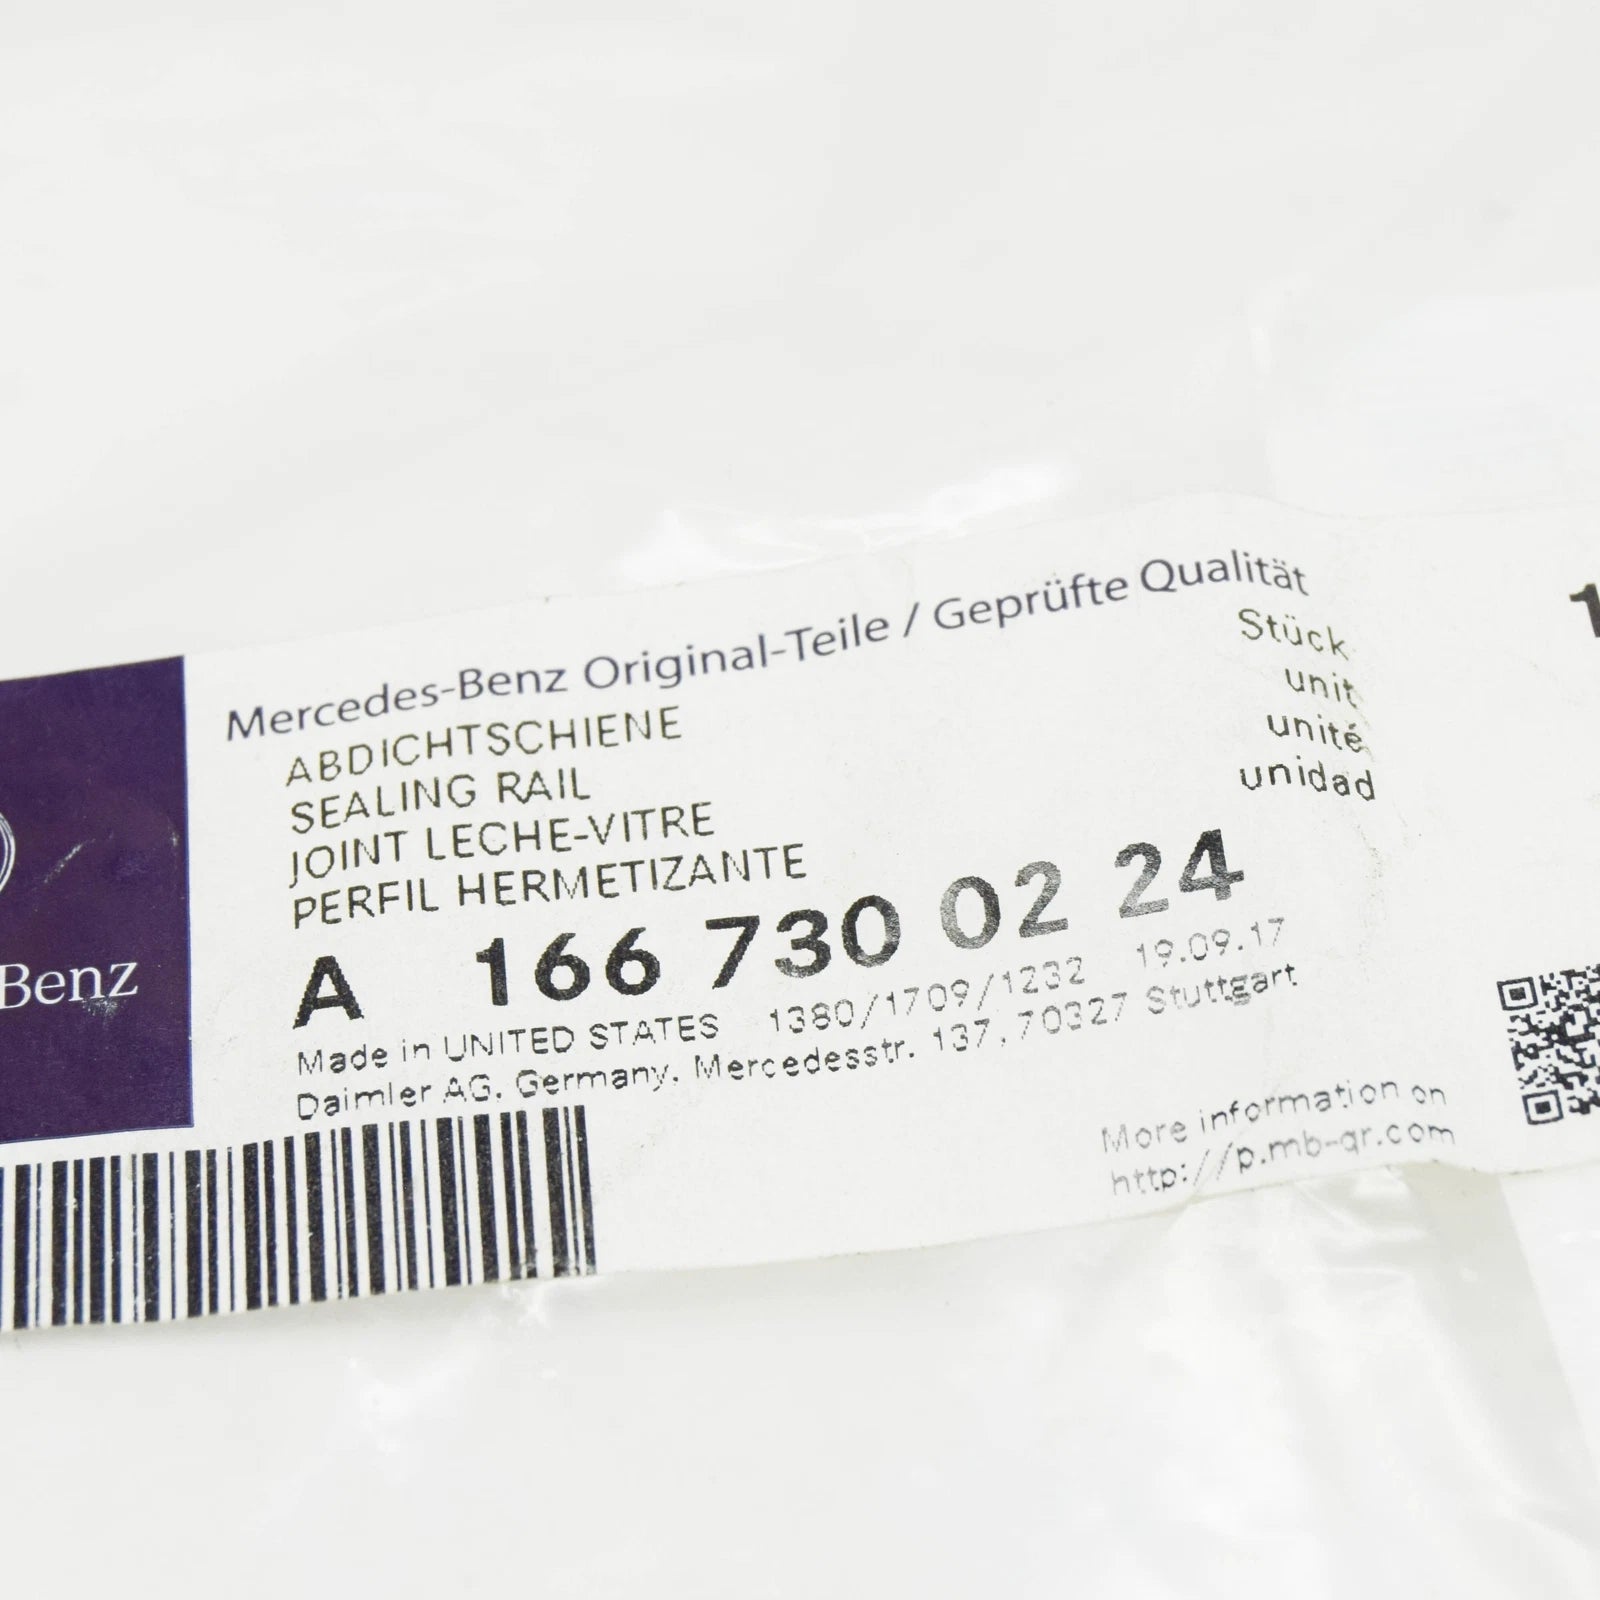 Mercedes-Benz Original-Teile / Geprüfte Qualität
ABDICHTSCHIENE
SEALING RAIL
JOINT LECHE-VITRE
PERFIL HERMETIZANTE
Stück
unit
unité
unidad
1
A 166 730 02 24
Made in UNITED STATES 1380/1709/1232 19.09.17
Daimler AG, Germany, Mercedesstr. 137, 70327 Stuttgart
More information on
http://p.mb-qr.com
Benz